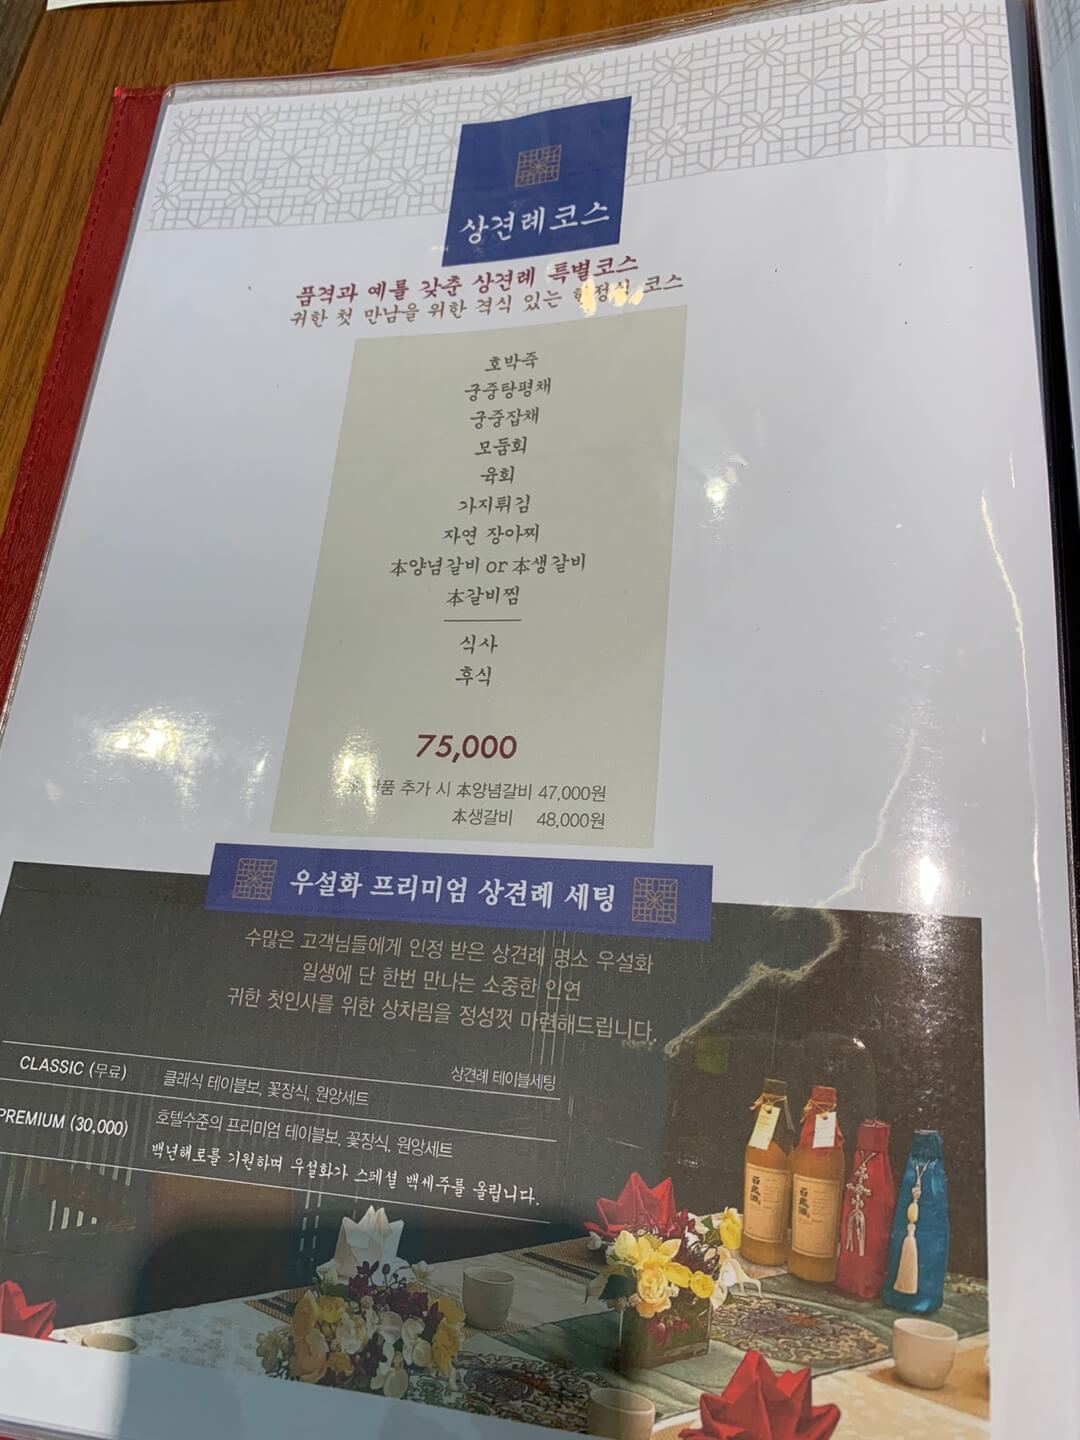 상견례코스
품격과 예를 갖춘 상견례 특별코스
귀한 첫 만남을 위한 격식 있는 한정식 코스
호박죽
궁중탕평채
궁중잡채
모둠회
육회
가지튀김
자연 장아찌
本양념갈비 or 本생갈비
本갈비찜
식사
후식
75,000
추가 시 本양념갈비 47,000원
本생갈비 48,000원
우설화 프리미엄 상견례 세팅
수많은 고객님들에게 인정 받은 상견례 명소 우설화
일생에 단 한번 만나는 소중한 인연
귀한 첫인사를 위한 상차림을 정성껏 마련해드립니다.
상견례 테이블세팅
CLASSIC (무료) 클래식 테이블보, 꽃장식, 원앙세트
PREMIUM (30,000) 호텔수준의 프리미엄 테이블보, 꽃장식, 원앙세트
백년해로를 기원하며 우설화가 스페셜 백세주를 올립니다.